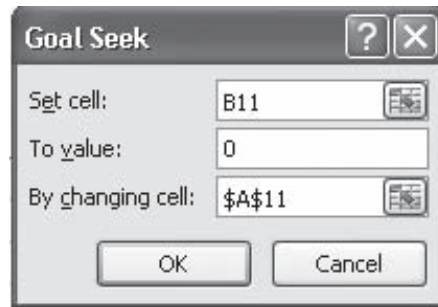 Goal Seek
Set cell: B11
To value: 0
By changing cell: $A$11
OK Cancel